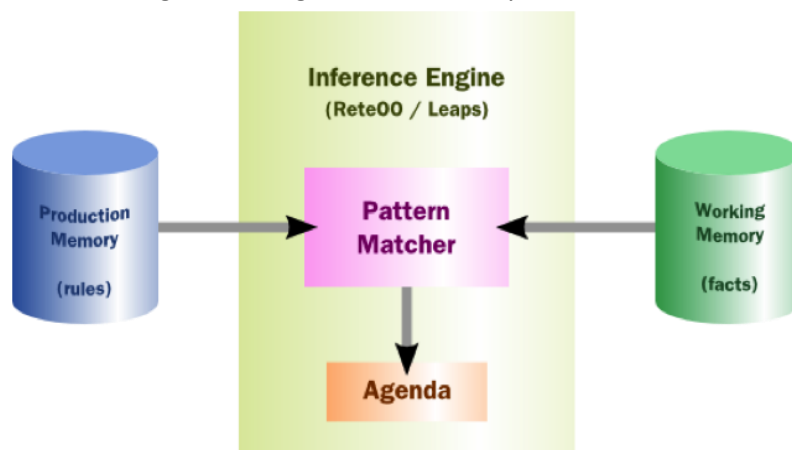 Inference Engine
(ReteOO / Leaps)
Production
Memory
(rules)
Pattern
Matcher
Working
Memory
(facts)
Agenda